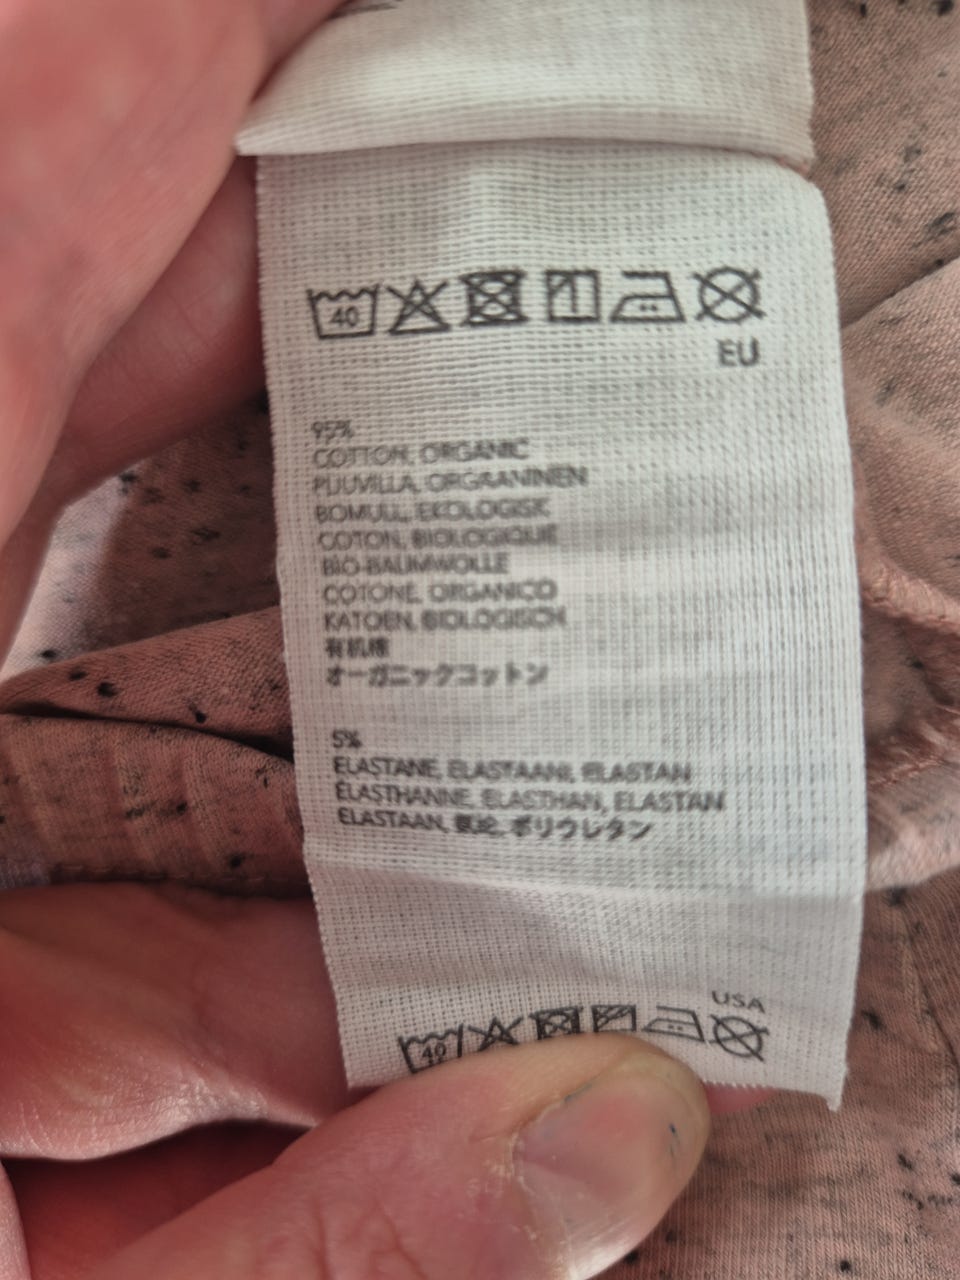 40
EU
95%
COTTON, ORGANIC
PUUVILLA, ORGAANINEN
BOMULL, EKOLOGISK
COTON, BIOLOGIQUE
BIO-BAUMWOLLE
COTONE, ORGANICO
KATOEN, BIOLOGISCH
有机棉
オーガニックコットン
5%
ELASTANE, ELASTAANI, ELASTAN
ELASTHANNE, ELASTHAN, ELASTAN
ELASTAAN, 氨纶, ポリウレタン
USA
40